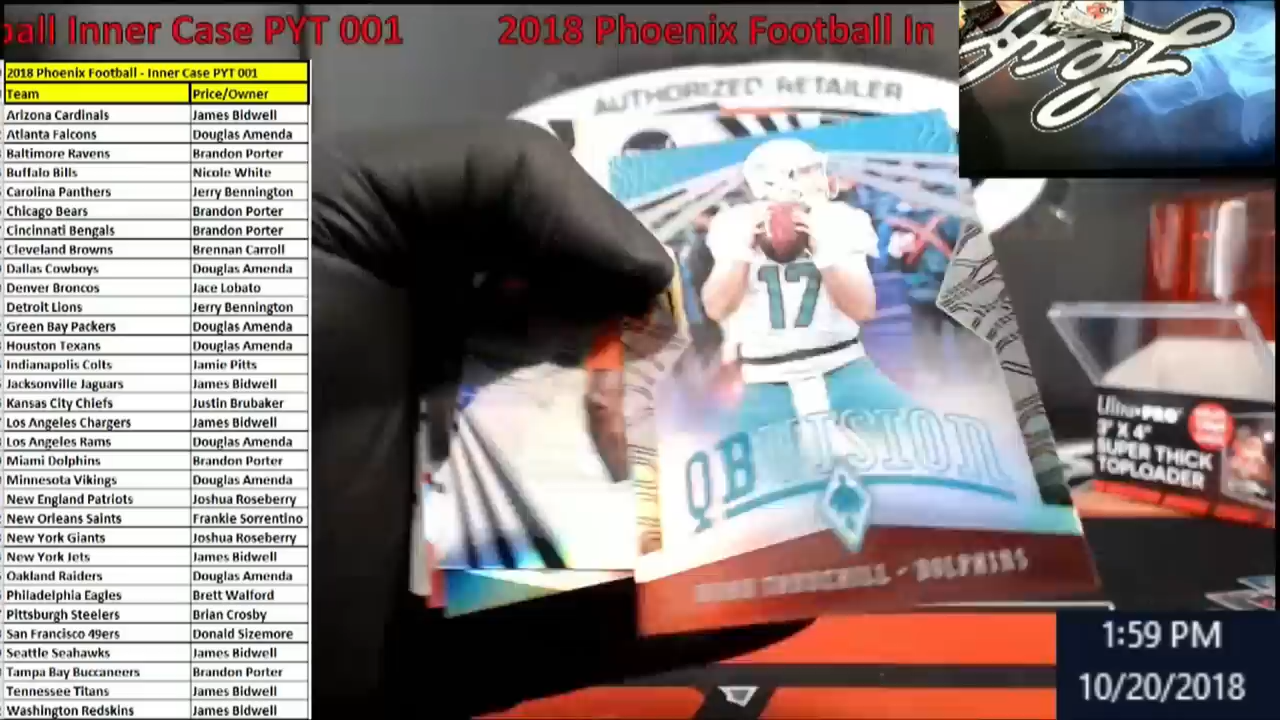 ball Inner Case PYT 001 2018 Phoenix Football In
2018 Phoenix Football - Inner Case PYT 001
Team Price/Owner
Arizona Cardinals James Bidwell
Atlanta Falcons Douglas Amenda
Baltimore Ravens Brandon Porter
Buffalo Bills Nicole White
Carolina Panthers Jerry Bennington
Chicago Bears Brandon Porter
Cincinnati Bengals Brandon Porter
Cleveland Browns Brennan Carroll
Dallas Cowboys Douglas Amenda
Denver Broncos Jace Lobato
Detroit Lions Jerry Bennington
Green Bay Packers Douglas Amenda
Houston Texans Douglas Amenda
Indianapolis Colts Jamie Pitts
Jacksonville Jaguars James Bidwell
Kansas City Chiefs Justin Brubaker
Los Angeles Chargers James Bidwell
Los Angeles Rams Douglas Amenda
Miami Dolphins Brandon Porter
Minnesota Vikings Douglas Amenda
New England Patriots Joshua Roseberry
New Orleans Saints Frankie Sorrentino
New York Giants Joshua Roseberry
New York Jets James Bidwell
Oakland Raiders Douglas Amenda
Philadelphia Eagles Brett Walford
Pittsburgh Steelers Brian Crosby
San Francisco 49ers Donald Sizemore
Seattle Seahawks James Bidwell
Tampa Bay Buccaneers Brandon Porter
Tennessee Titans James Bidwell
Washington Redskins James Bidwell
AUTHORIZED RETAILER
Leaf
17
QB VISION
TANNEHILL - DOLPHINS
Ultra-PRO
3" X 4"
SUPER THICK
TOPLOADER
1:59 PM
10/20/2018